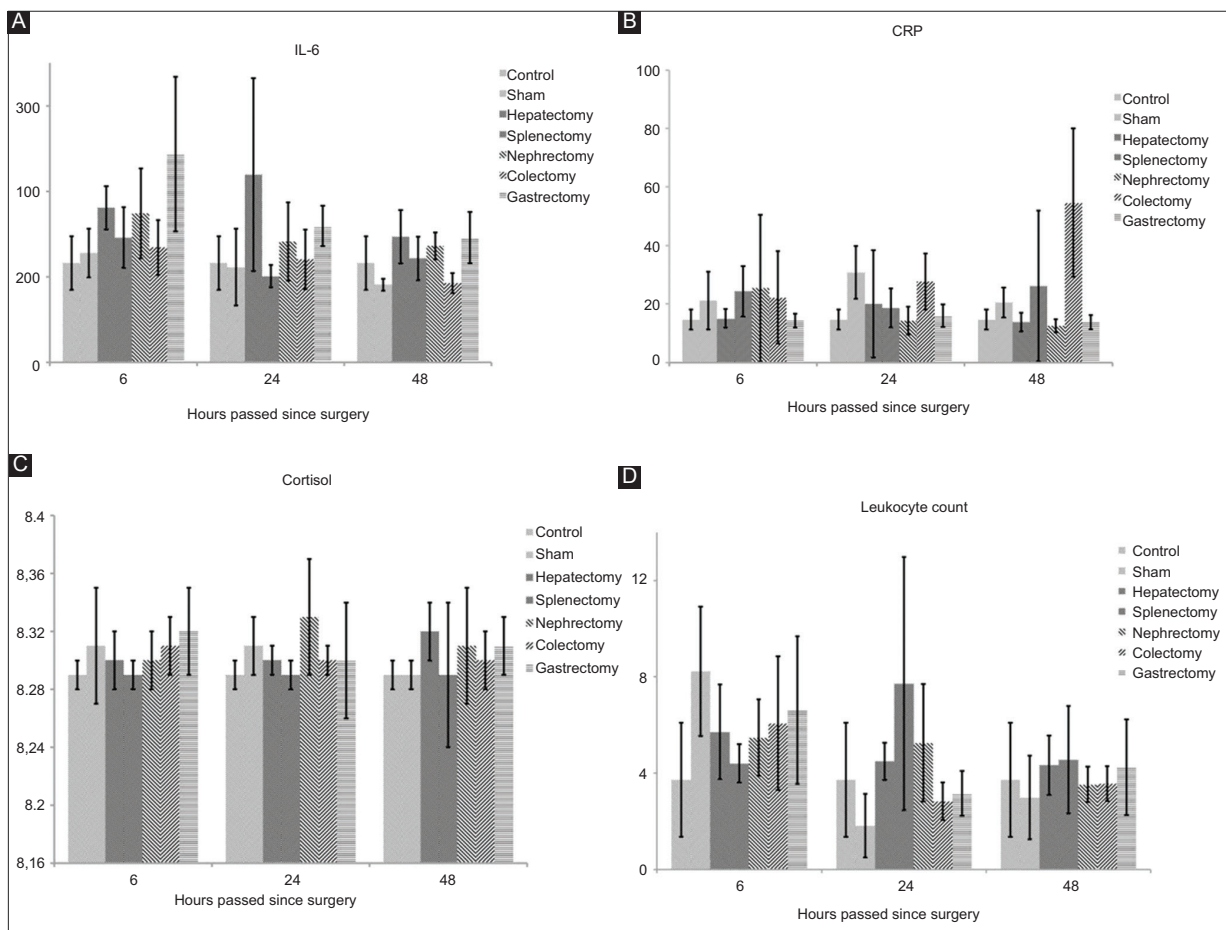 A
IL-6
300
100
200
0
6
24
48
Hours passed since surgery
Control
Sham
Hepatectomy
Splenectomy
Nephrectomy
Colectomy
Gastrectomy
B
CRP
100
80
60
40
20
0
6
24
48
Hours passed since surgery
Control
Sham
Hepatectomy
Splenectomy
Nephrectomy
Colectomy
Gastrectomy
C
Cortisol
8.4
8,36
8.32
8.28
8,24
8.2
8,16
6
24
48
Hours passed since surgery
Control
Sham
Hepatectomy
Splenectomy
Nephrectomy
Colectomy
Gastrectomy
D
Leukocyte count
12
8
4
0
6
24
48
Hours passed since surgery
Control
Sham
Hepatectomy
Splenectomy
Nephrectomy
Colectomy
Gastrectomy